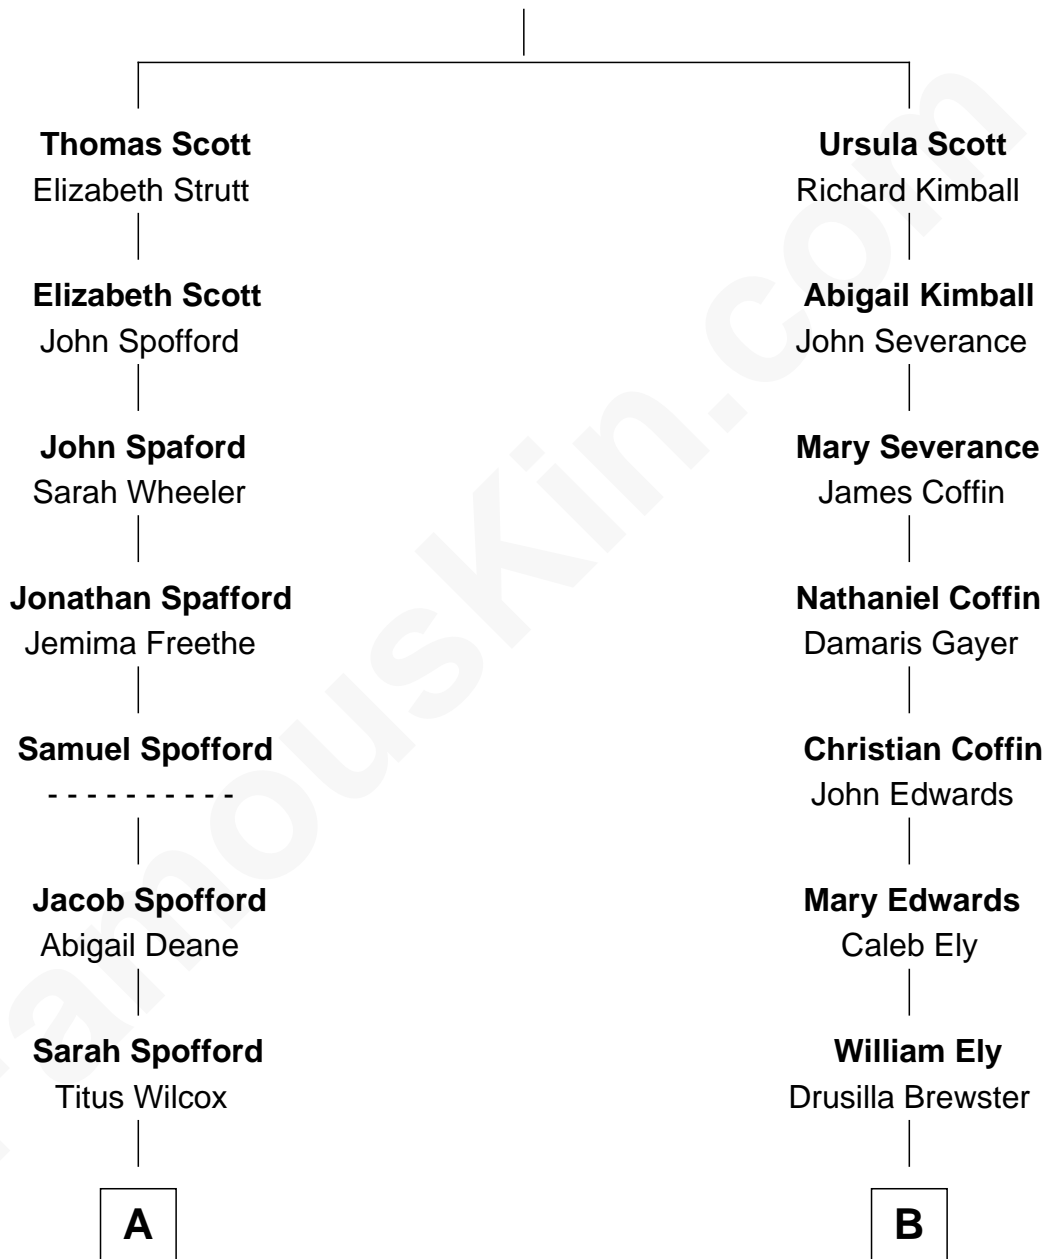 Thomas Scott
Elizabeth Strutt
Elizabeth Scott
John Spofford
John Spaford
Sarah Wheeler
Jonathan Spafford
Jemima Freethe
Samuel Spofford
- - - - - - - - - -
Jacob Spofford
Abigail Deane
Sarah Spofford
Titus Wilcox
A
Ursula Scott
Richard Kimball
Abigail Kimball
John Severance
Mary Severance
James Coffin
Nathaniel Coffin
Damaris Gayer
Christian Coffin
John Edwards
Mary Edwards
Caleb Ely
William Ely
Drusilla Brewster
B
FamousKin.com